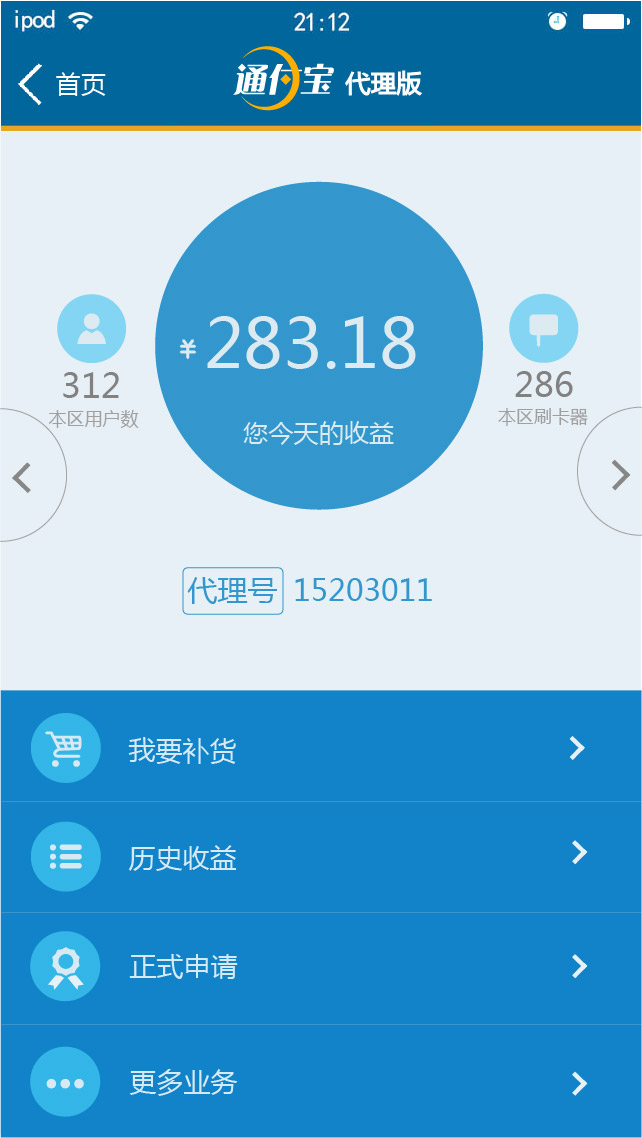 ipod 21:12
首页 通付宝 代理版
¥ 283.18
您今天的收益
312
本区用户数
286
本区刷卡器
代理号 15203011
我要补货
历史收益
正式申请
更多业务